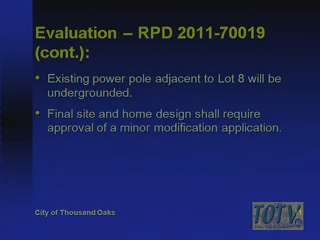 Evaluation – RPD 2011-70019
(cont.):
• Existing power pole adjacent to Lot 8 will be
undergrounded.
• Final site and home design shall require
approval of a minor modification application.
City of Thousand Oaks
TOTV